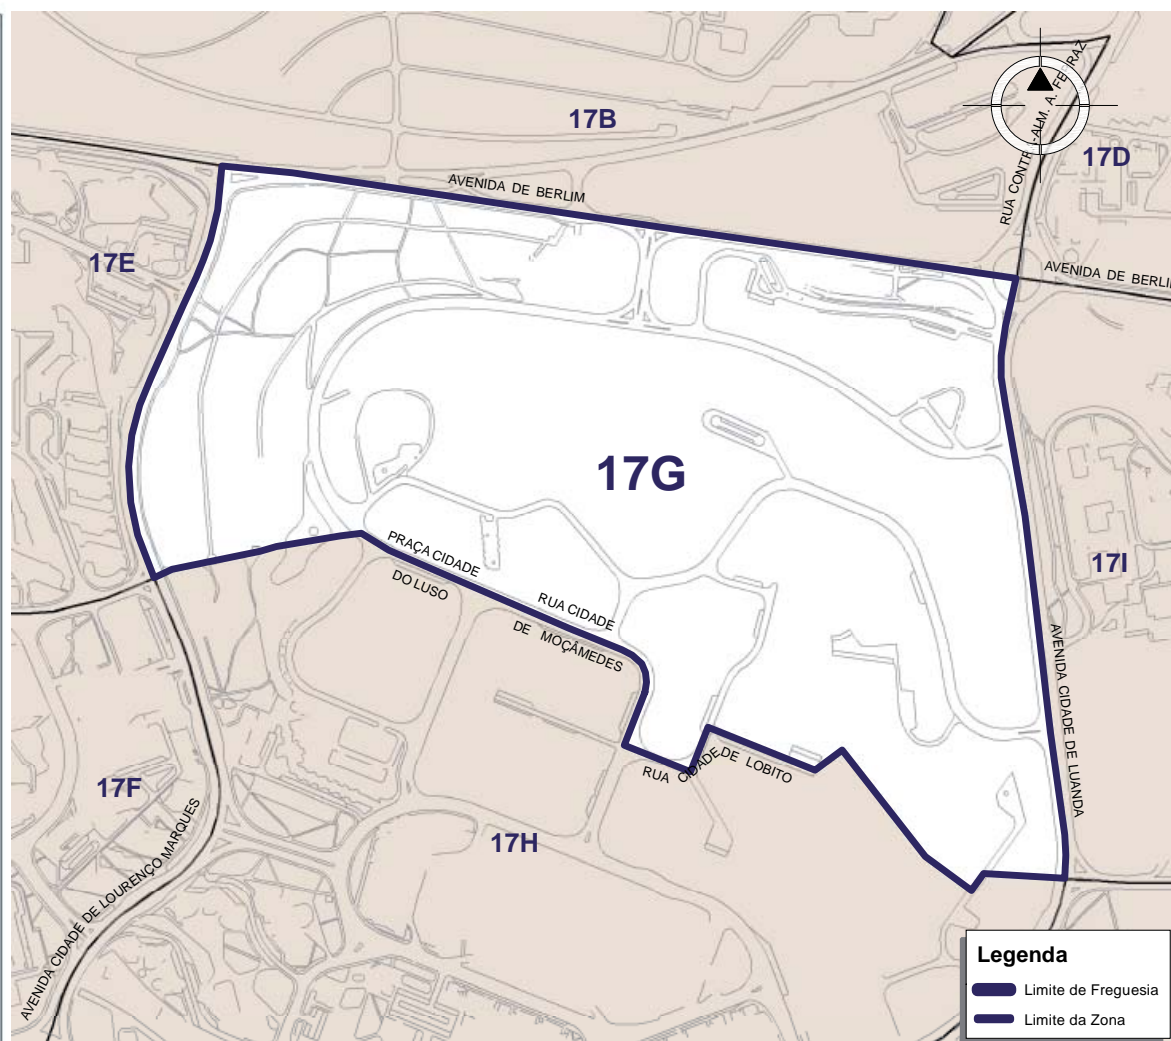 17B
RUA CONTRA-ALM. A. FERRAZ
17D
AVENIDA DE BERLIM
17E
AVENIDA DE BERLIM
17G
PRAÇA CIDADE
DO LUSO
RUA CIDADE
DE MOÇÂMEDES
17I
AVENIDA CIDADE DE LUANDA
RUA CIDADE DE LOBITO
17F
17H
AVENIDA CIDADE DE LOURENÇO MARQUES
Legenda
Limite de Freguesia
Limite da Zona